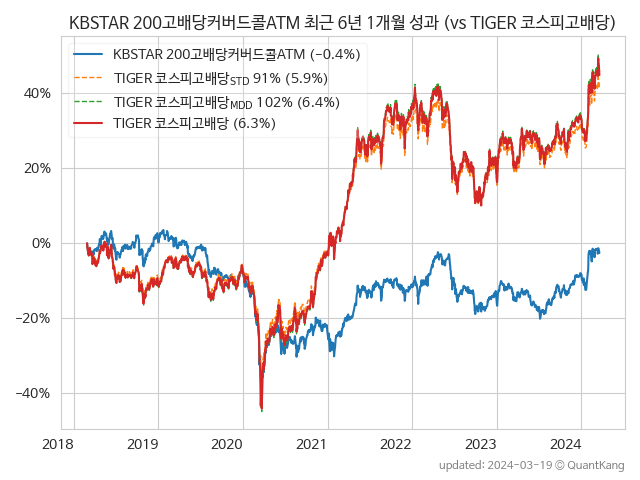 KBSTAR 200고배당커버드콜ATM 최근 6년 1개월 성과 (vs TIGER 코스피고배당)
KBSTAR 200고배당커버드콜ATM (−0.4%)
TIGER 코스피고배당STD 91% (5.9%)
TIGER 코스피고배당MDD 102% (6.4%)
TIGER 코스피고배당 (6.3%)
40%
20%
0%
−20%
−40%
2018 2019 2020 2021 2022 2023 2024
updated: 2024-03-19 © QuantKang